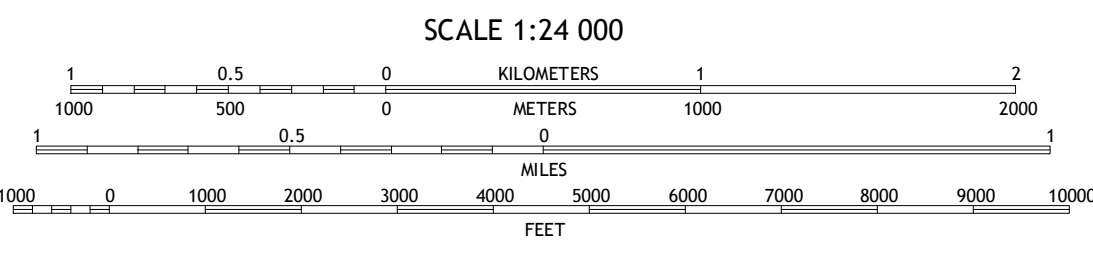 SCALE 1:24 000
1 0.5 0 KILOMETERS 1 2
1000 500 0 METERS 1000 2000
1 0.5 0 1
MILES
1000 0 1000 2000 3000 4000 5000 6000 7000 8000 9000 10000
FEET